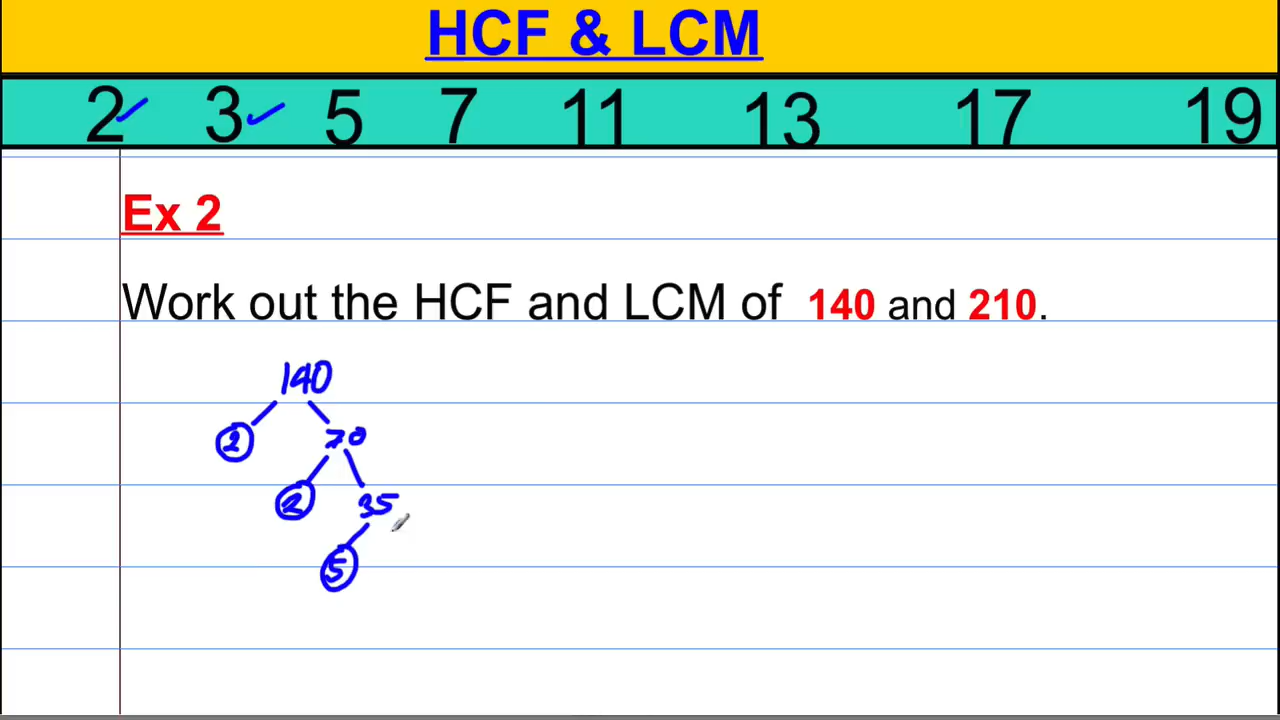 HCF & LCM
2 3 5 7 11 13 17 19
Ex 2
Work out the HCF and LCM of 140 and 210.
140
2 70
2 35
5